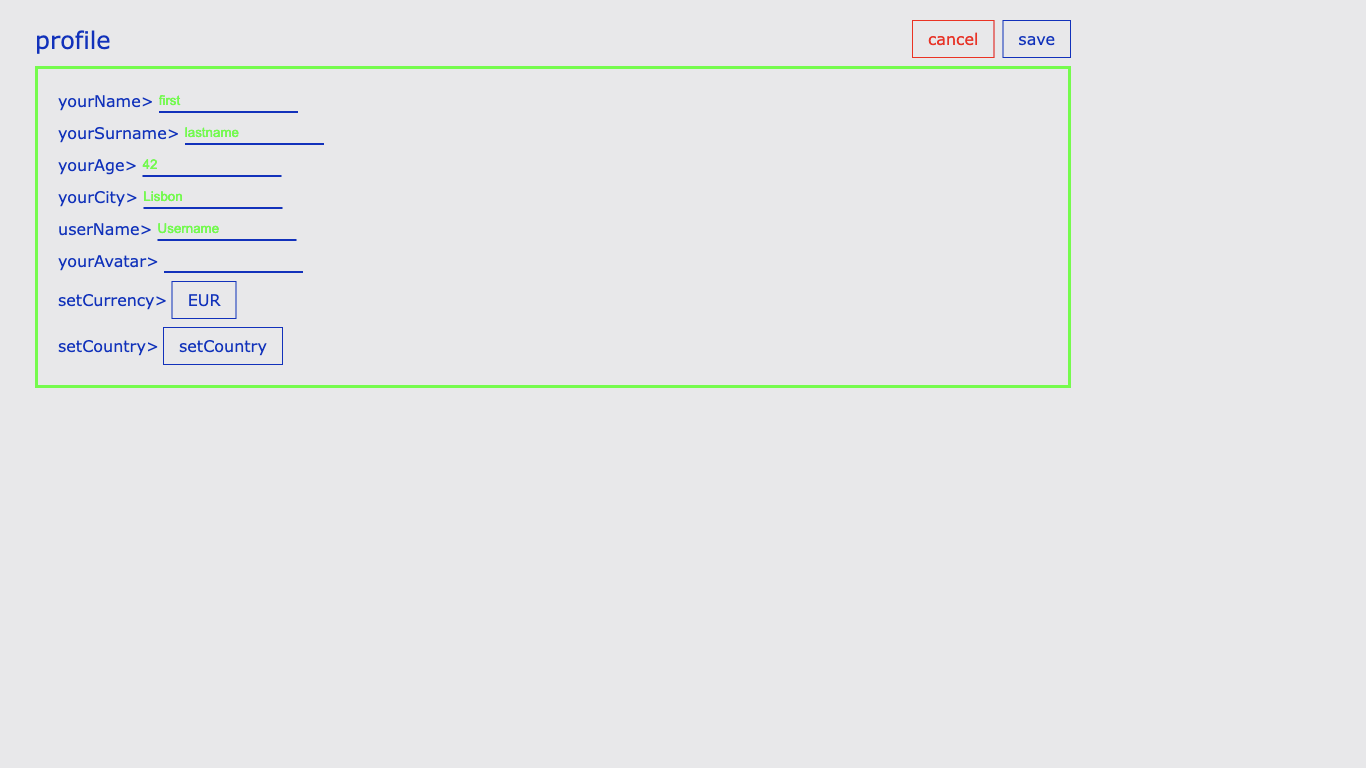 profile
cancel save
yourName> first
yourSurname> lastname
yourAge> 42
yourCity> Lisbon
userName> Username
yourAvatar>
setCurrency> EUR
setCountry> setCountry